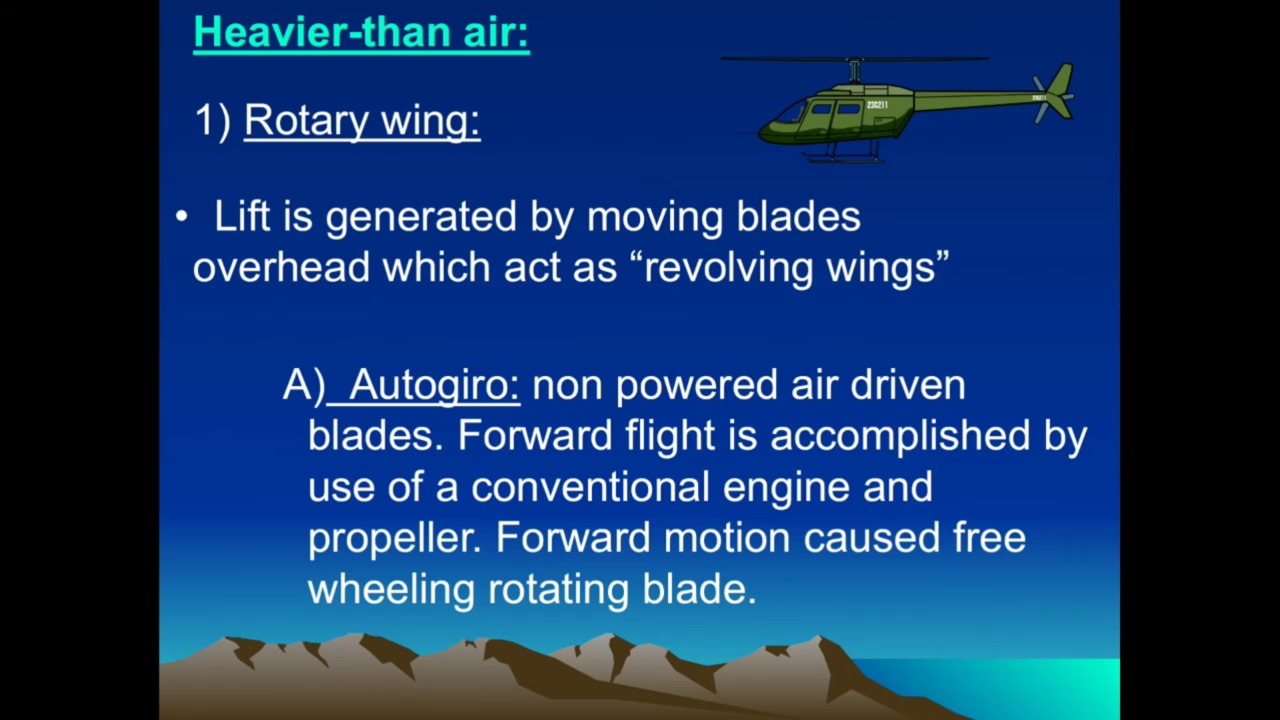 Heavier-than air:
1) Rotary wing:
23C211
• Lift is generated by moving blades
overhead which act as “revolving wings”
A) Autogiro: non powered air driven
blades. Forward flight is accomplished by
use of a conventional engine and
propeller. Forward motion caused free
wheeling rotating blade.